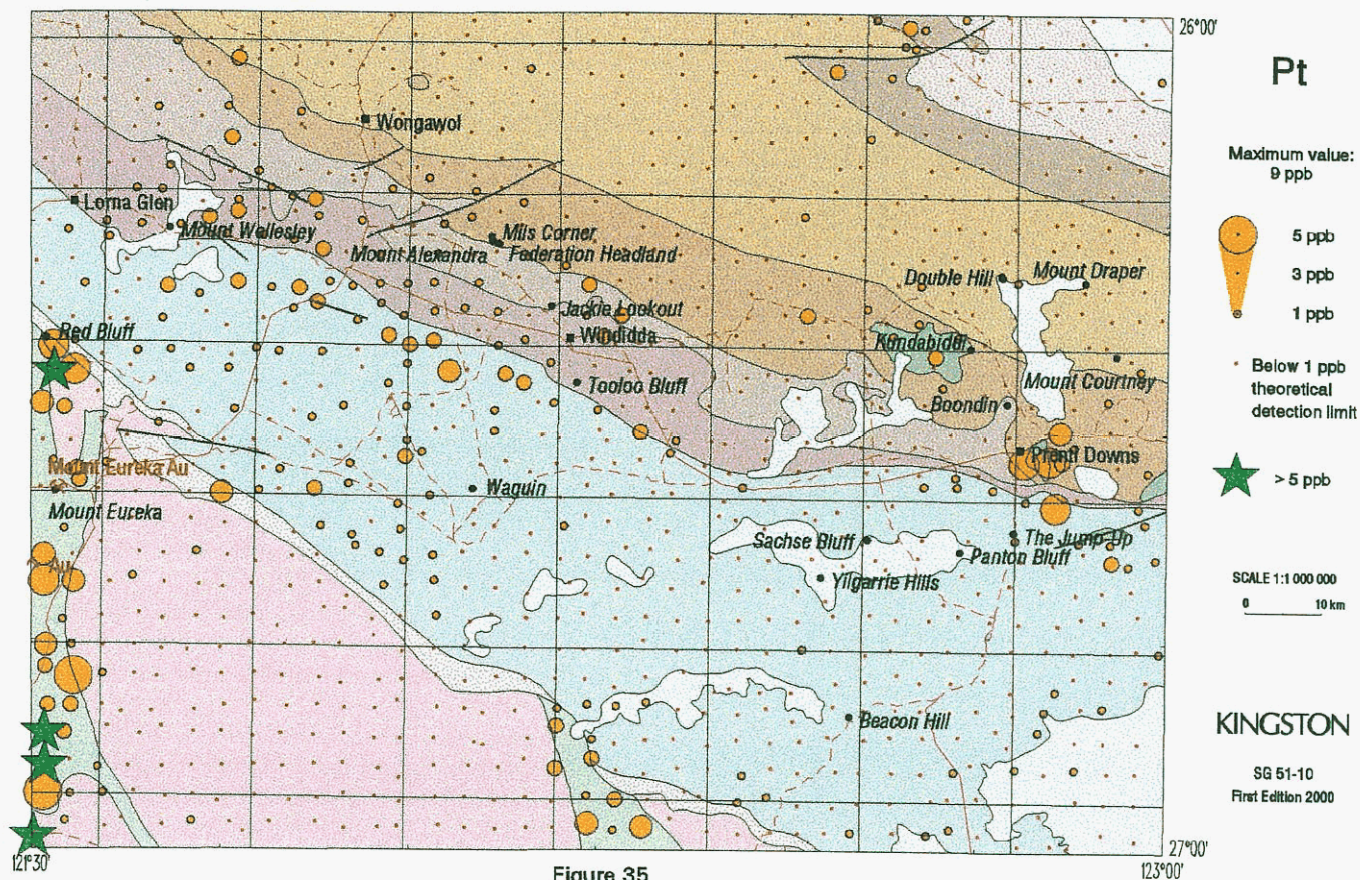 26°00'
Pt
Maximum value:
9 ppb
5 ppb
3 ppb
1 ppb
Below 1 ppb
theoretical
detection limit
> 5 ppb
SCALE 1:1 000 000
0 10 km
KINGSTON
SG 51-10
First Edition 2000
Wongawol
Lorna Glen
Mount Wellesley
Mils Corner
Mount Alexandra
Federation Headland
Double Hill
Mount Draper
Jackie Lookout
Red Bluff
Windidda
Kundabiddi
Tooloo Bluff
Mount Courtney
Boondin
Prenti Downs
Mount Eureka Au
Waguin
Mount Eureka
Sachse Bluff
The Jump-Up
Panton Bluff
? Au
Yilgarrie Hills
Beacon Hill
27°00'
121°30'
123°00'
Figure 35